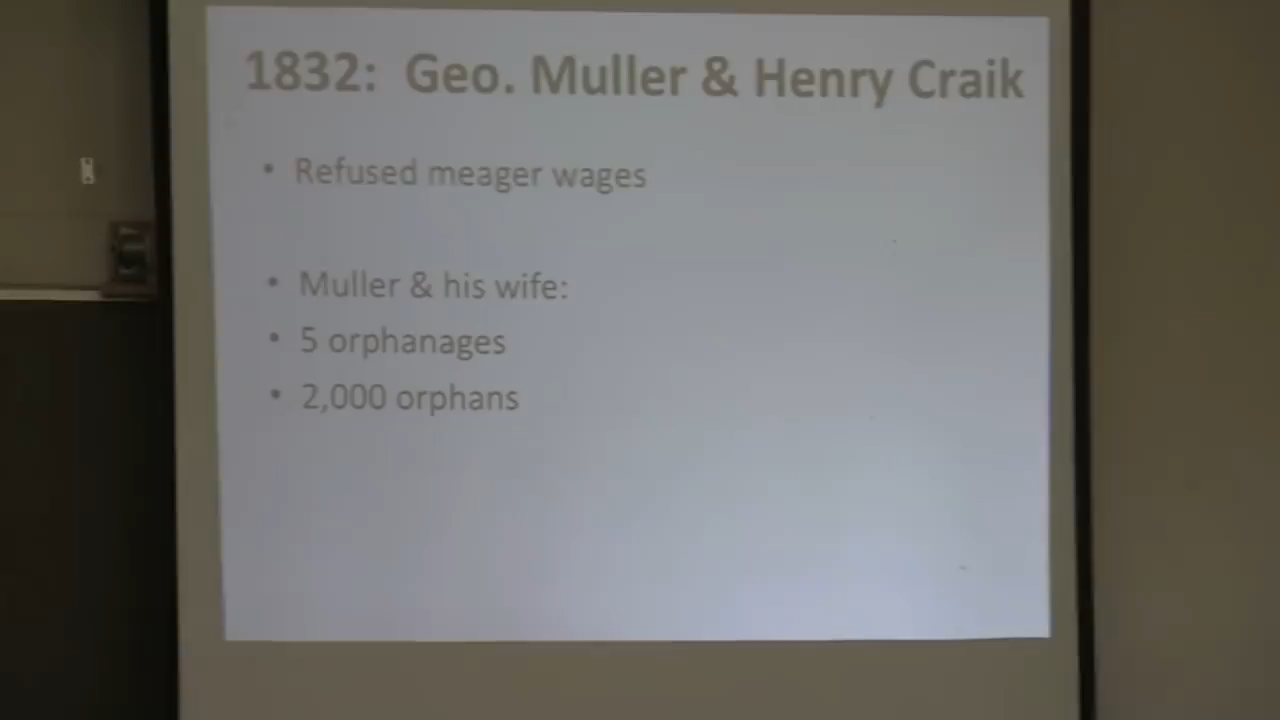 1832: Geo. Muller & Henry Craik
• Refused meager wages
• Muller & his wife:
• 5 orphanages
• 2,000 orphans